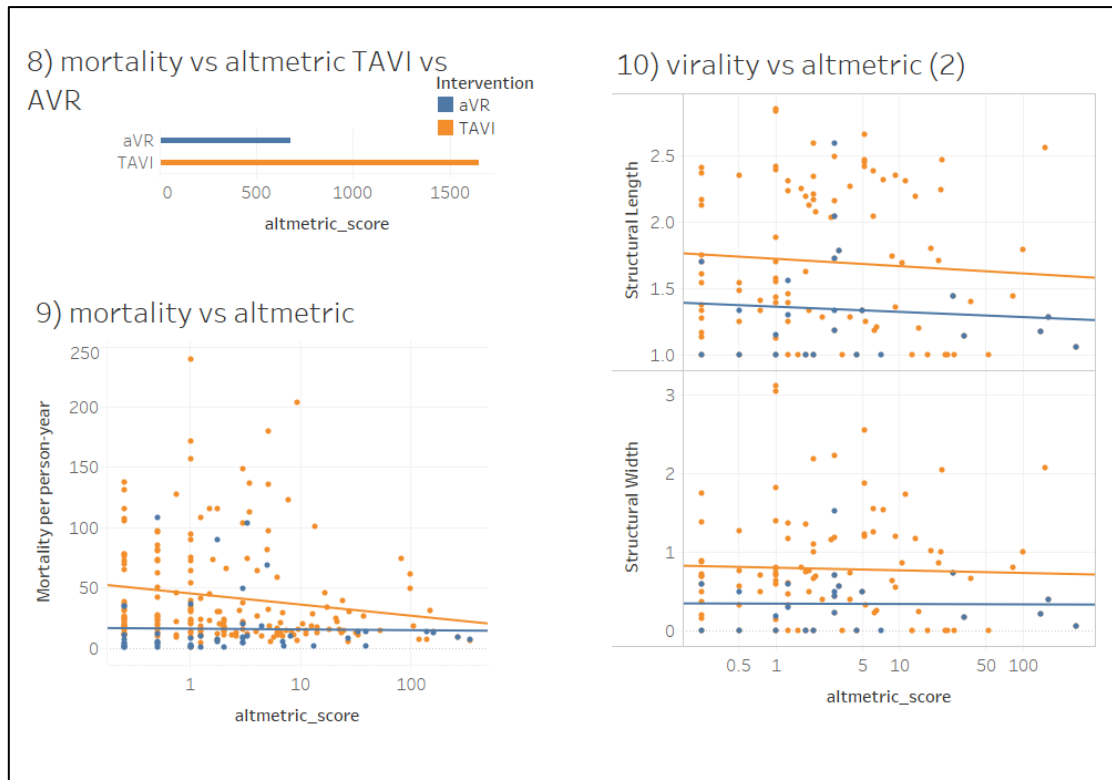 8) mortality vs altmetric TAVI vs
AVR
Intervention
aVR
TAVI
aVR
TAVI
0 500 1000 1500
altmetric_score
9) mortality vs altmetric
250
200
150
100
50
0
Mortality per person-year
1 10 100
altmetric_score
10) virality vs altmetric (2)
2.5
2.0
1.5
1.0
Structural Length
3
2
1
0
Structural Width
0.5 1 5 10 50 100
altmetric_score